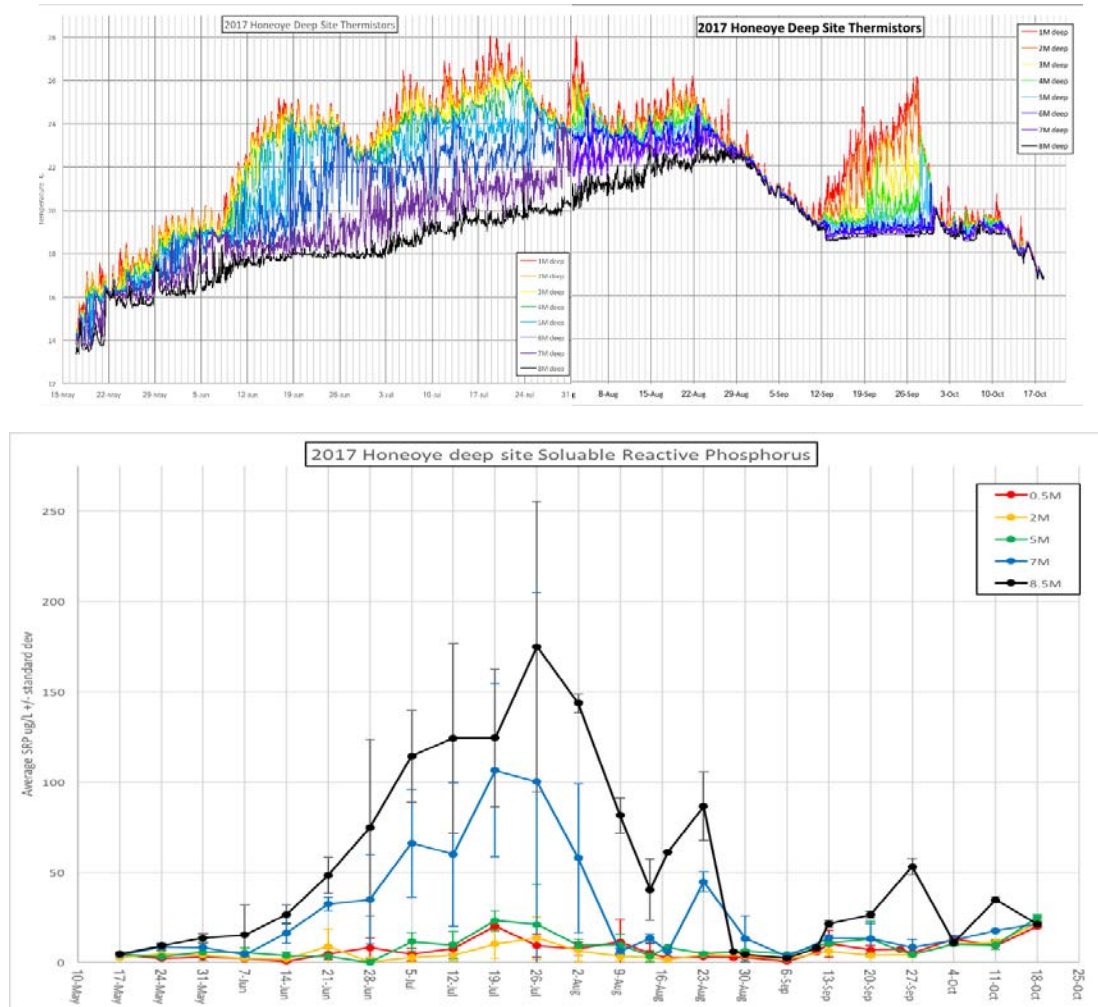 2017 Honeoye Deep Site Thermistors
2017 Honeoye Deep Site Thermistors
28
26
24
22
20
18
16
14
12
1M deep
2M deep
3M deep
4M deep
5M deep
6M deep
7M deep
8M deep
1M deep
2M deep
3M deep
4M deep
5M deep
6M deep
7M deep
8M deep
15-May 22-May 29-May 5-Jun 12-Jun 19-Jun 26-Jun 3-Jul 10-Jul 17-Jul 24-Jul 31 8-Aug 15-Aug 22-Aug 29-Aug 5-Sep 12-Sep 19-Sep 26-Sep 3-Oct 10-Oct 17-Oct
2017 Honeoye deep site Soluable Reactive Phosphorus
Average SRP ug/l +/- standard dev
250
200
150
100
50
0
0.5M
2M
5M
7M
8.5M
10-May 17-May 24-May 31-May 7-Jun 14-Jun 21-Jun 28-Jun 5-Jul 12-Jul 19-Jul 26-Jul 2-Aug 9-Aug 16-Aug 23-Aug 30-Aug 6-Sep 13-Sep 20-Sep 27-Sep 4-Oct 11-Oct 18-Oct 25-Oct